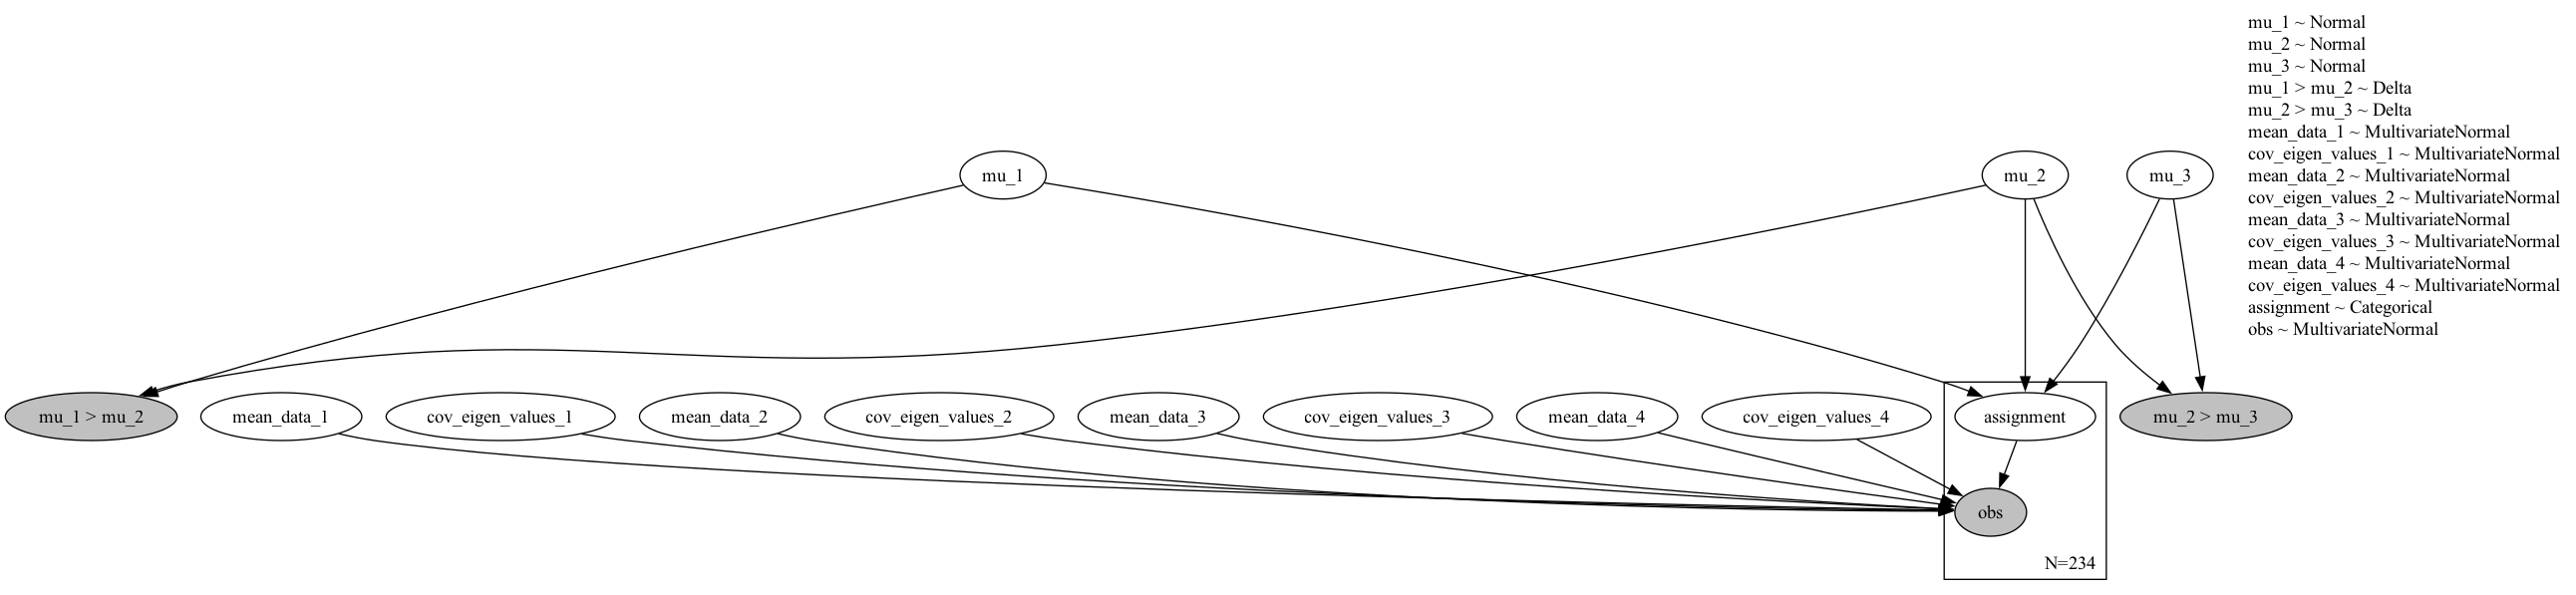 mu_1 ~ Normal
mu_2 ~ Normal
mu_3 ~ Normal
mu_1 > mu_2 ~ Delta
mu_2 > mu_3 ~ Delta
mean_data_1 ~ MultivariateNormal
cov_eigen_values_1 ~ MultivariateNormal
mean_data_2 ~ MultivariateNormal
cov_eigen_values_2 ~ MultivariateNormal
mean_data_3 ~ MultivariateNormal
cov_eigen_values_3 ~ MultivariateNormal
mean_data_4 ~ MultivariateNormal
cov_eigen_values_4 ~ MultivariateNormal
assignment ~ Categorical
obs ~ MultivariateNormal
mu_1
mu_2
mu_3
mu_1 > mu_2
mean_data_1
cov_eigen_values_1
mean_data_2
cov_eigen_values_2
mean_data_3
cov_eigen_values_3
mean_data_4
cov_eigen_values_4
assignment
mu_2 > mu_3
obs
N=234